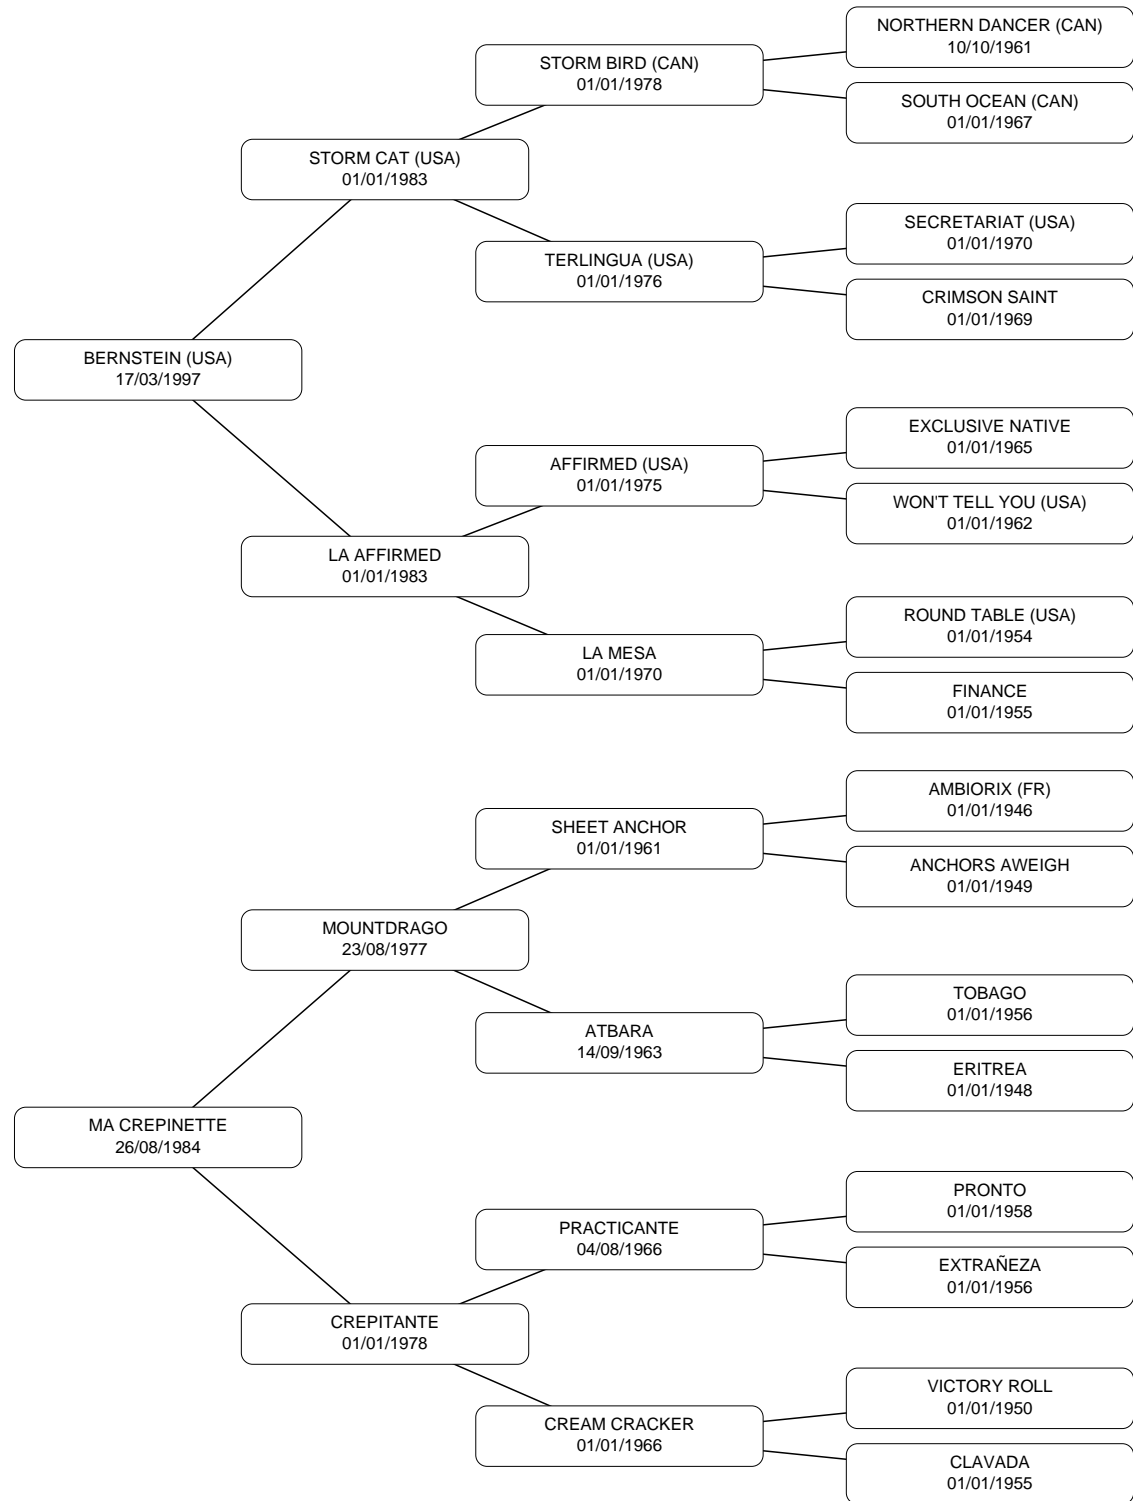 NORTHERN DANCER (CAN)
10/10/1961
STORM BIRD (CAN)
01/01/1978
SOUTH OCEAN (CAN)
01/01/1967
STORM CAT (USA)
01/01/1983
SECRETARIAT (USA)
01/01/1970
TERLINGUA (USA)
01/01/1976
CRIMSON SAINT
01/01/1969
BERNSTEIN (USA)
17/03/1997
EXCLUSIVE NATIVE
01/01/1965
AFFIRMED (USA)
01/01/1975
WON'T TELL YOU (USA)
01/01/1962
LA AFFIRMED
01/01/1983
ROUND TABLE (USA)
01/01/1954
LA MESA
01/01/1970
FINANCE
01/01/1955
AMBIORIX (FR)
01/01/1946
SHEET ANCHOR
01/01/1961
ANCHORS AWEIGH
01/01/1949
MOUNTDRAGO
23/08/1977
TOBAGO
01/01/1956
ATBARA
14/09/1963
ERITREA
01/01/1948
MA CREPINETTE
26/08/1984
PRONTO
01/01/1958
PRACTICANTE
04/08/1966
EXTRAÑEZA
01/01/1956
CREPITANTE
01/01/1978
VICTORY ROLL
01/01/1950
CREAM CRACKER
01/01/1966
CLAVADA
01/01/1955